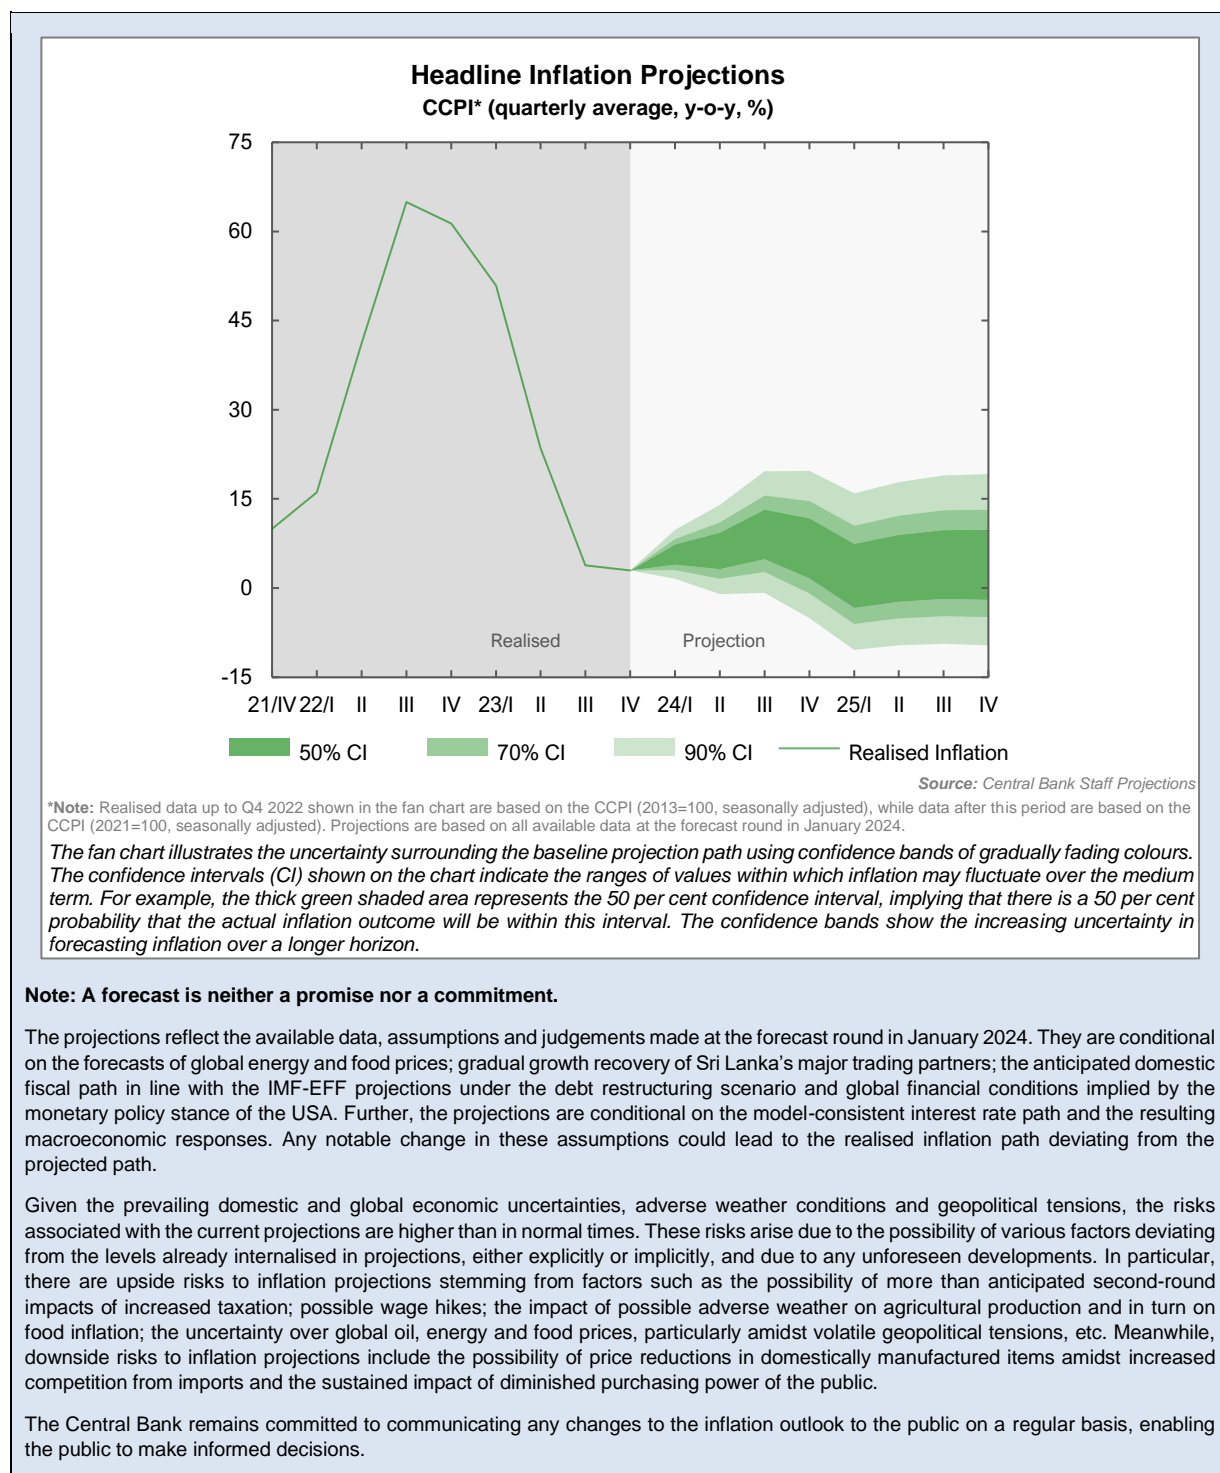 Headline Inflation Projections
CCPI* (quarterly average, y-o-y, %)
75
60
45
30
15
0
-15
Realised
Projection
21/IV 22/I II III IV 23/I II III IV 24/I II III IV 25/I II III IV
50% CI 70% CI 90% CI Realised Inflation
Source: Central Bank Staff Projections
*Note: Realised data up to Q4 2022 shown in the fan chart are based on the CCPI (2013=100, seasonally adjusted), while data after this period are based on the
CCPI (2021=100, seasonally adjusted). Projections are based on all available data at the forecast round in January 2024.
The fan chart illustrates the uncertainty surrounding the baseline projection path using confidence bands of gradually fading colours.
The confidence intervals (CI) shown on the chart indicate the ranges of values within which inflation may fluctuate over the medium
term. For example, the thick green shaded area represents the 50 per cent confidence interval, implying that there is a 50 per cent
probability that the actual inflation outcome will be within this interval. The confidence bands show the increasing uncertainty in
forecasting inflation over a longer horizon.
Note: A forecast is neither a promise nor a commitment.
The projections reflect the available data, assumptions and judgements made at the forecast round in January 2024. They are conditional
on the forecasts of global energy and food prices; gradual growth recovery of Sri Lanka's major trading partners; the anticipated domestic
fiscal path in line with the IMF-EFF projections under the debt restructuring scenario and global financial conditions implied by the
monetary policy stance of the USA. Further, the projections are conditional on the model-consistent interest rate path and the resulting
macroeconomic responses. Any notable change in these assumptions could lead to the realised inflation path deviating from the
projected path.
Given the prevailing domestic and global economic uncertainties, adverse weather conditions and geopolitical tensions, the risks
associated with the current projections are higher than in normal times. These risks arise due to the possibility of various factors deviating
from the levels already internalised in projections, either explicitly or implicitly, and due to any unforeseen developments. In particular,
there are upside risks to inflation projections stemming from factors such as the possibility of more than anticipated second-round
impacts of increased taxation; possible wage hikes; the impact of possible adverse weather on agricultural production and in turn on
food inflation; the uncertainty over global oil, energy and food prices, particularly amidst volatile geopolitical tensions, etc. Meanwhile,
downside risks to inflation projections include the possibility of price reductions in domestically manufactured items amidst increased
competition from imports and the sustained impact of diminished purchasing power of the public.
The Central Bank remains committed to communicating any changes to the inflation outlook to the public on a regular basis, enabling
the public to make informed decisions.